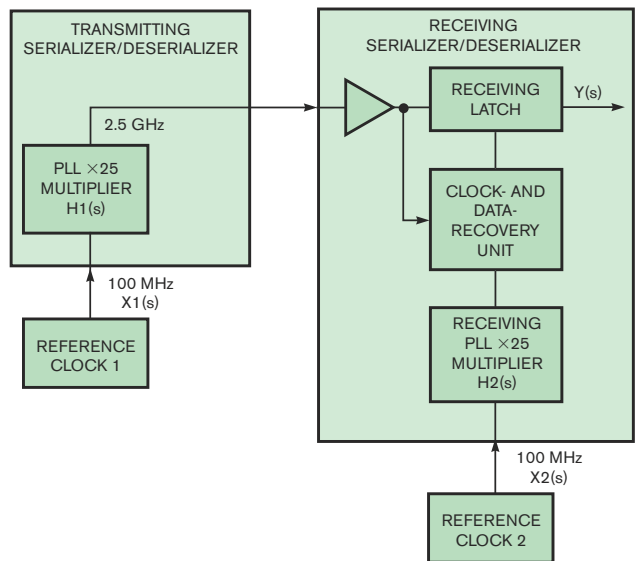 TRANSMITTING
SERIALIZER/DESERIALIZER
2.5 GHz
PLL ×25
MULTIPLIER
H1(s)
100 MHz
X1(s)
REFERENCE
CLOCK 1
RECEIVING
SERIALIZER/DESERIALIZER
RECEIVING
LATCH
Y(s)
CLOCK- AND
DATA-
RECOVERY
UNIT
RECEIVING
PLL ×25
MULTIPLIER
H2(s)
100 MHz
X2(s)
REFERENCE
CLOCK 2